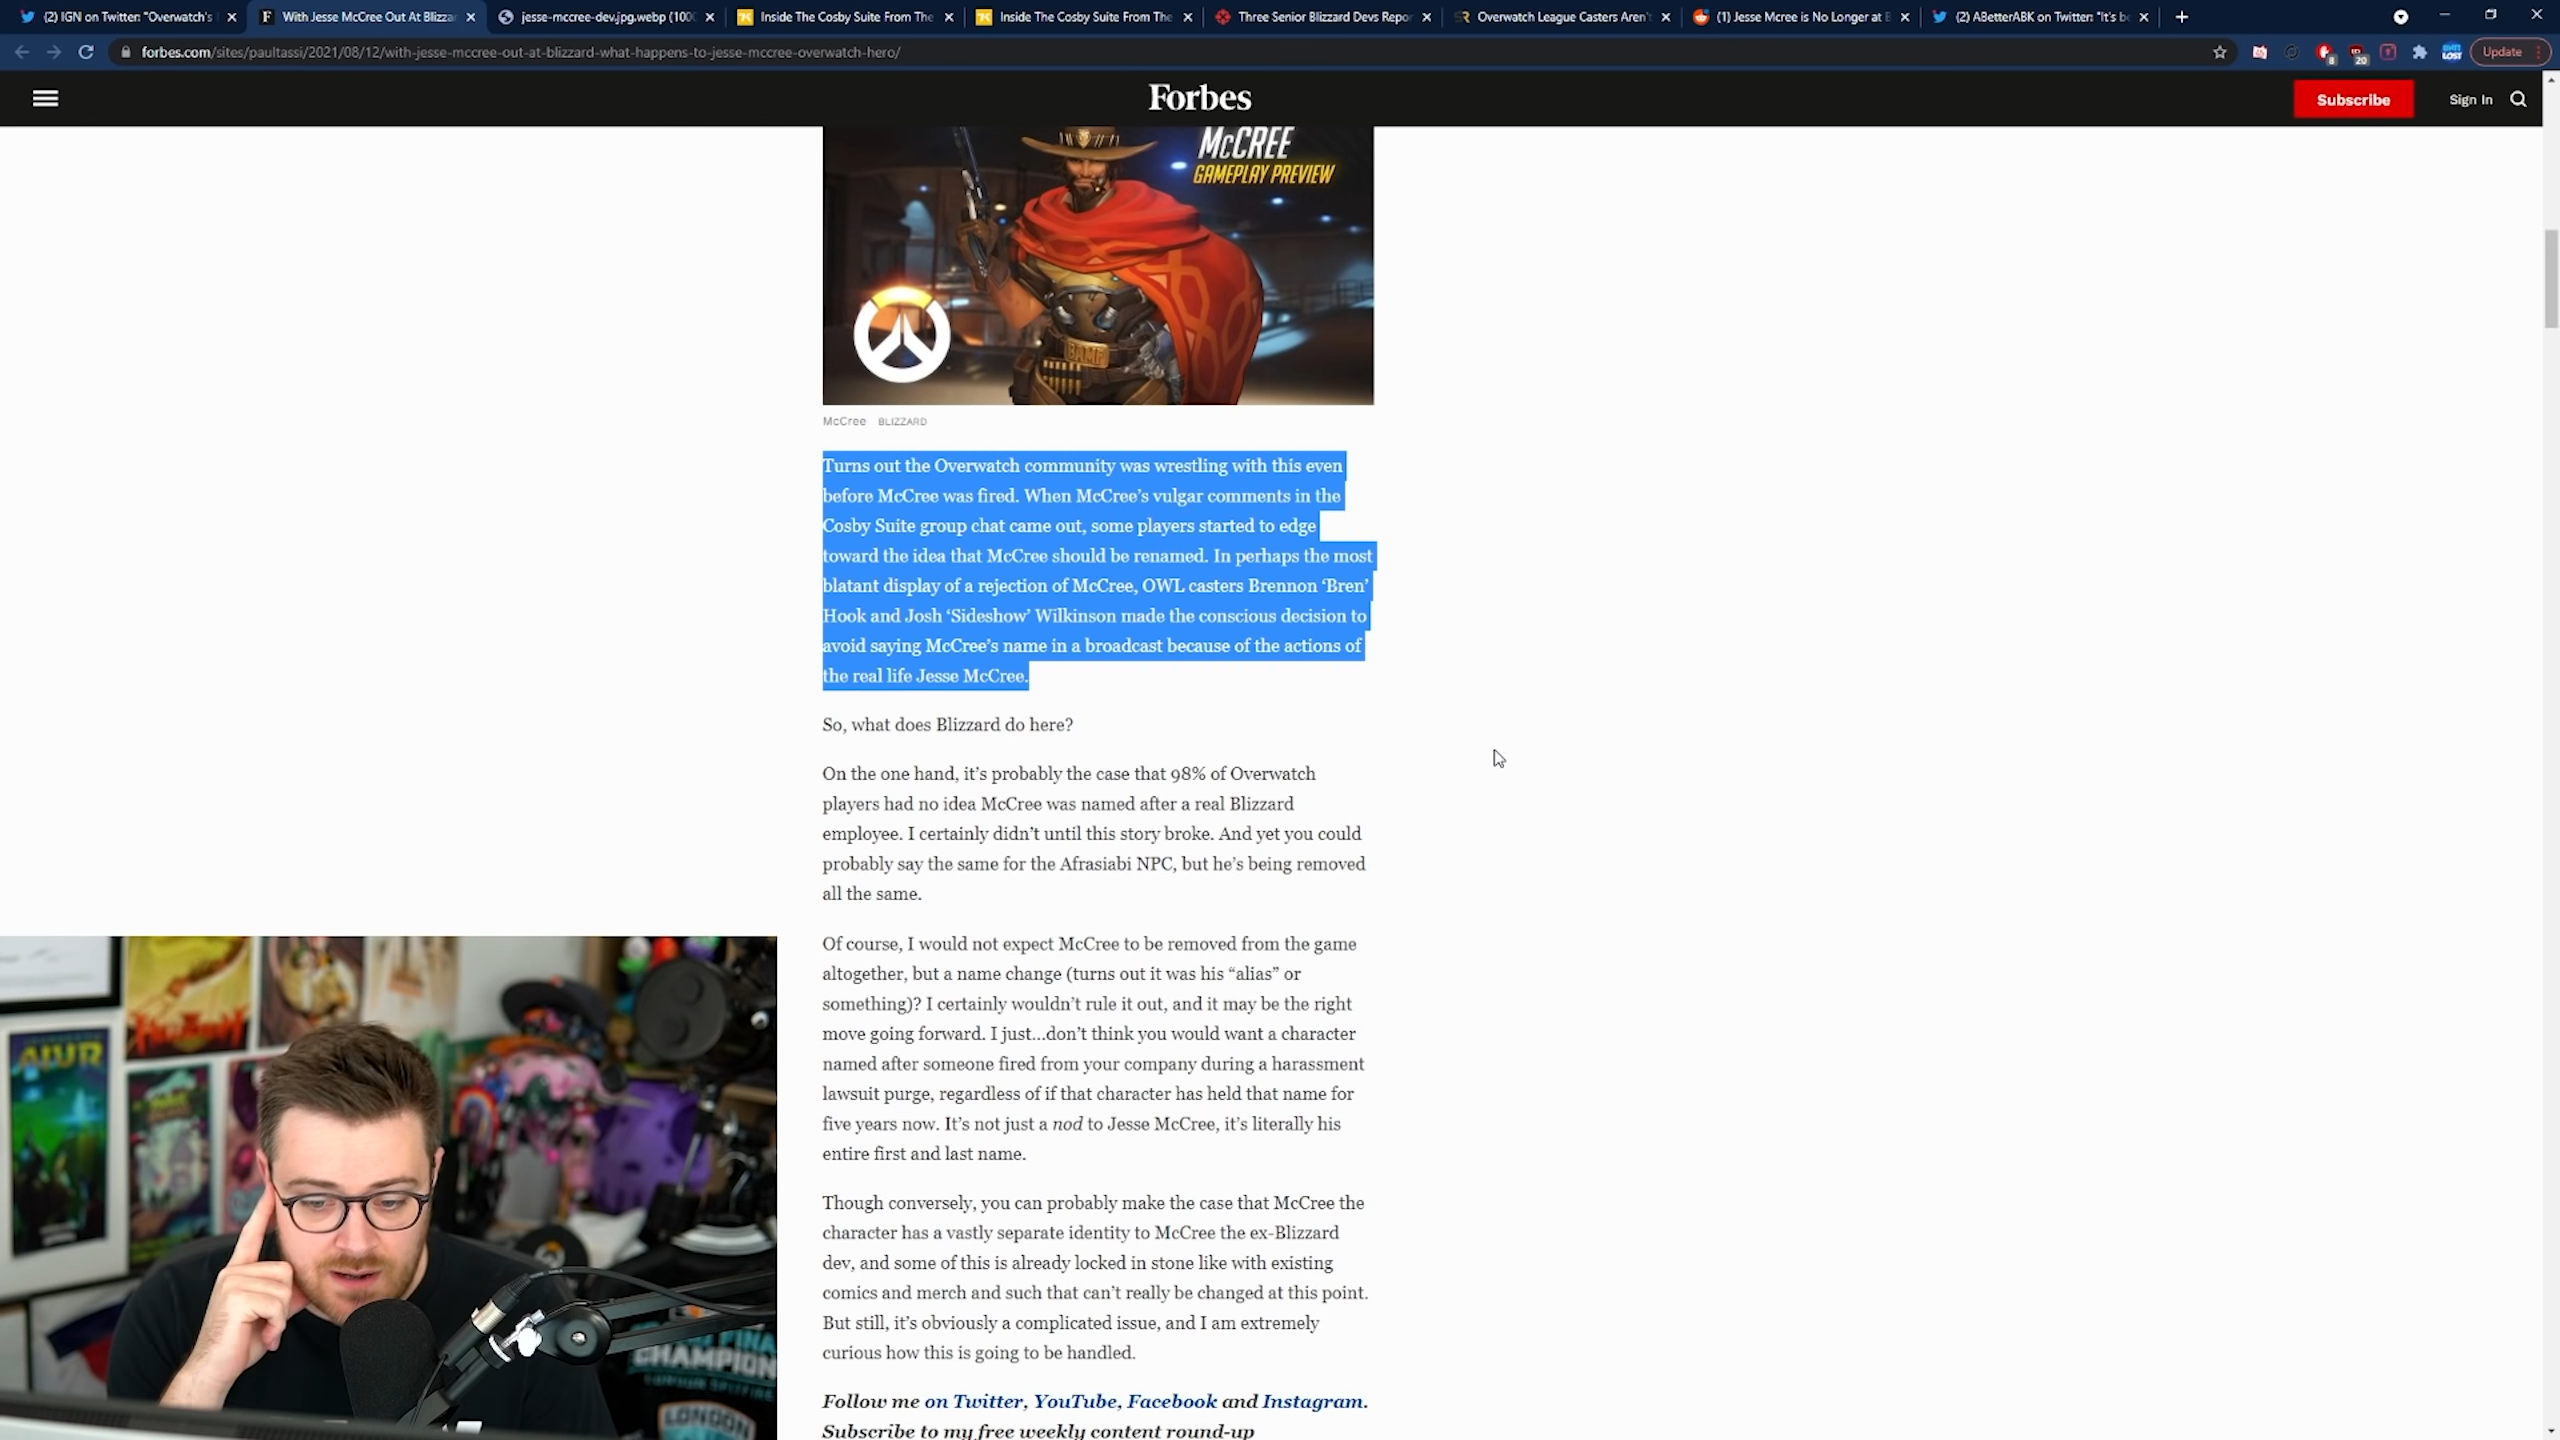 (2) IGN on Twitter: "Overwatch's
With Jesse McCree Out At Blizza
jesse-mccree-dev.jpg.webp (100
Inside The Cosby Suite From The
Inside The Cosby Suite From The
Three Senior Blizzard Devs Repor
Overwatch League Casters Aren't
(1) Jesse Mcree is No Longer at B
(2) ABetterABK on Twitter: "It's be
forbes.com/sites/paultassi/2021/08/12/with-jesse-mccree-out-at-blizzard-what-happens-to-jesse-mccree-overwatch-hero/
8
20
Update
Forbes
Subscribe
Sign In
McCREE
GAMEPLAY PREVIEW
BAMF
McCree BLIZZARD
Turns out the Overwatch community was wrestling with this even
before McCree was fired. When McCree's vulgar comments in the
Cosby Suite group chat came out, some players started to edge
toward the idea that McCree should be renamed. In perhaps the most
blatant display of a rejection of McCree, OWL casters Brennon ‘Bren’
Hook and Josh ‘Sideshow’ Wilkinson made the conscious decision to
avoid saying McCree's name in a broadcast because of the actions of
the real life Jesse McCree.
So, what does Blizzard do here?
On the one hand, it's probably the case that 98% of Overwatch
players had no idea McCree was named after a real Blizzard
employee. I certainly didn't until this story broke. And yet you could
probably say the same for the Afrasiabi NPC, but he's being removed
all the same.
Of course, I would not expect McCree to be removed from the game
altogether, but a name change (turns out it was his “alias” or
something)? I certainly wouldn't rule it out, and it may be the right
move going forward. I just...don't think you would want a character
named after someone fired from your company during a harassment
lawsuit purge, regardless of if that character has held that name for
five years now. It's not just a nod to Jesse McCree, it's literally his
entire first and last name.
Though conversely, you can probably make the case that McCree the
character has a vastly separate identity to McCree the ex-Blizzard
dev, and some of this is already locked in stone like with existing
comics and merch and such that can't really be changed at this point.
But still, it's obviously a complicated issue, and I am extremely
curious how this is going to be handled.
Follow me on Twitter, YouTube, Facebook and Instagram.
Subscribe to my free weekly content round-up
AIUR
CHAMPION
LONDON